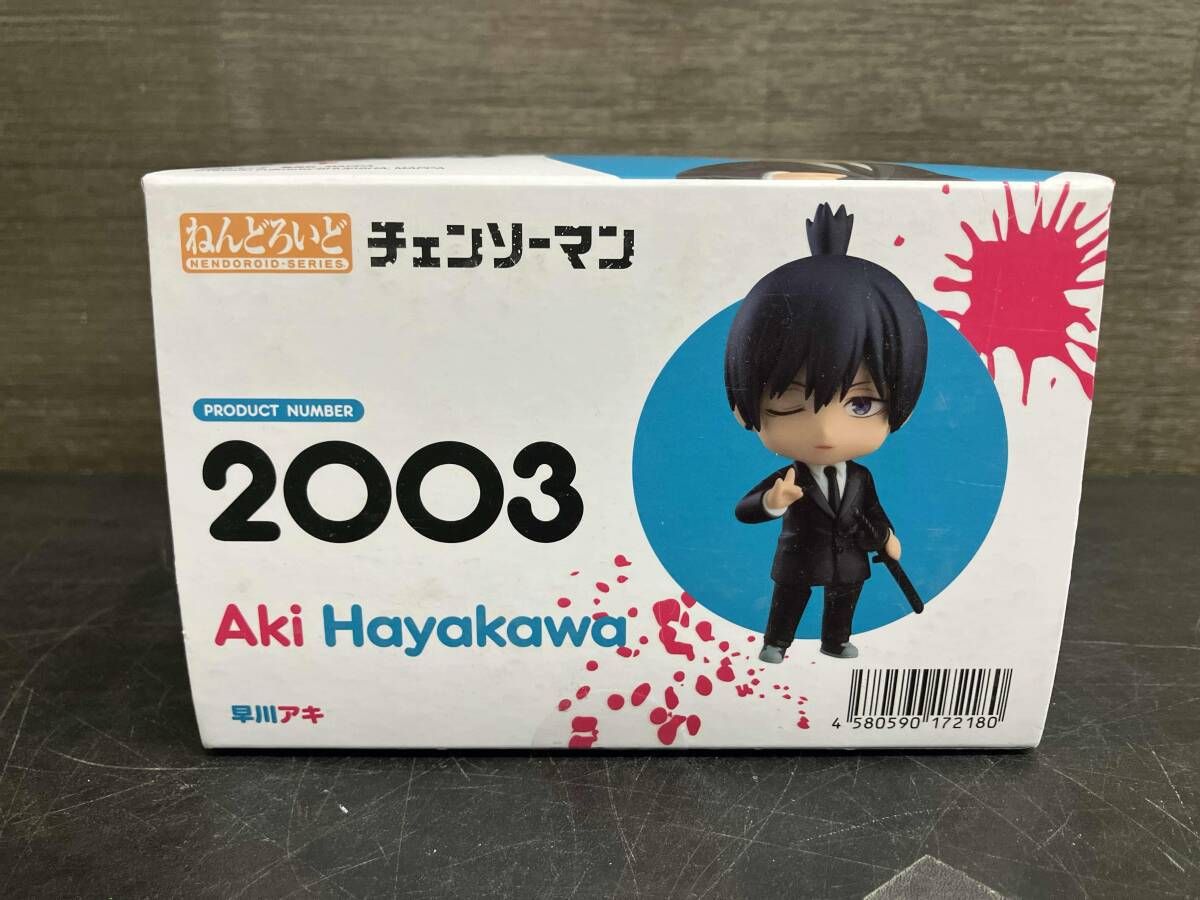 ねんどろいど
NENDOROID·SERIES
チェンソーマン
PRODUCT NUMBER
2003
Aki Hayakawa
早川アキ
4 580590 172180